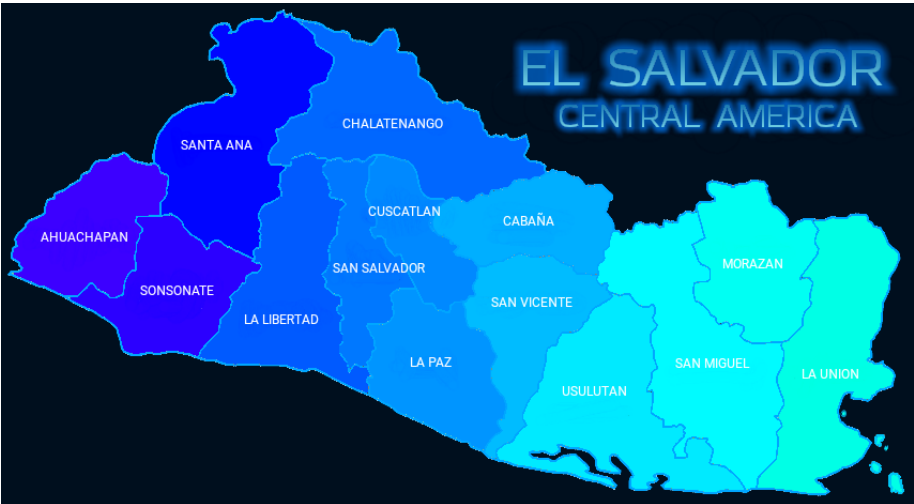 EL SALVADOR
CENTRAL AMERICA
CHALATENANGO
SANTA ANA
CUSCATLAN
CABAÑA
AHUACHAPAN
MORAZAN
SAN SALVADOR
SONSONATE
SAN VICENTE
LA LIBERTAD
LA PAZ
SAN MIGUEL
LA UNION
USULUTAN